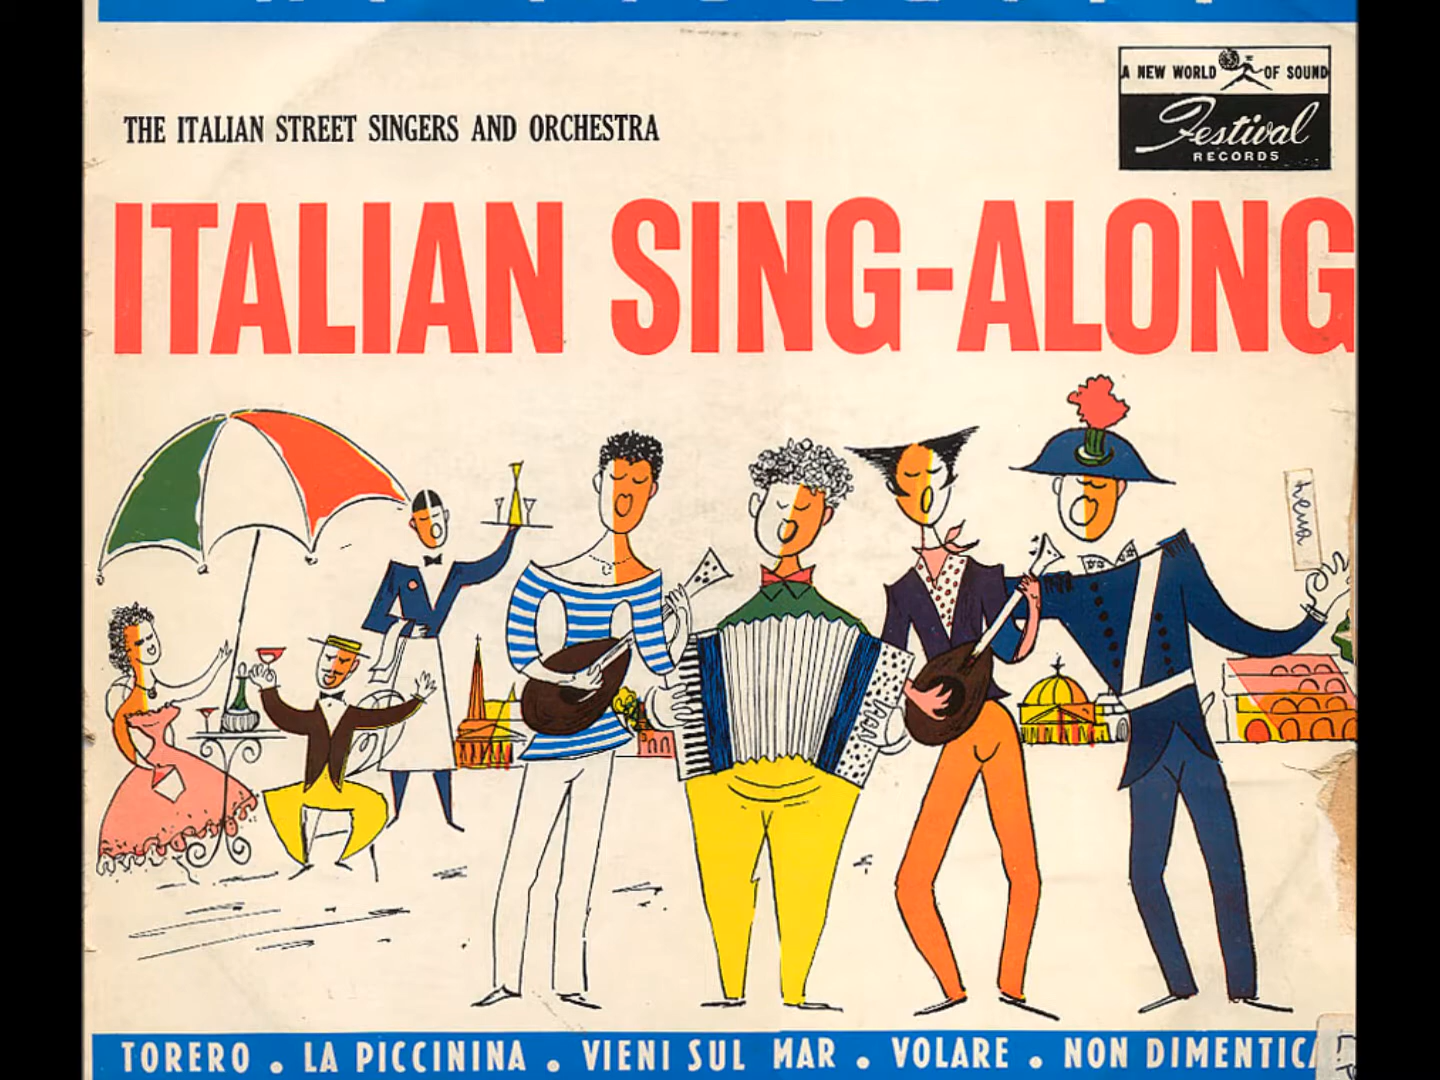 A NEW WORLD OF SOUND
Festival
RECORDS
THE ITALIAN STREET SINGERS AND ORCHESTRA
ITALIAN SING-ALONG
TORERO . LA PICCININA . VIENI SUL MAR . VOLARE . NON DIMENTICA